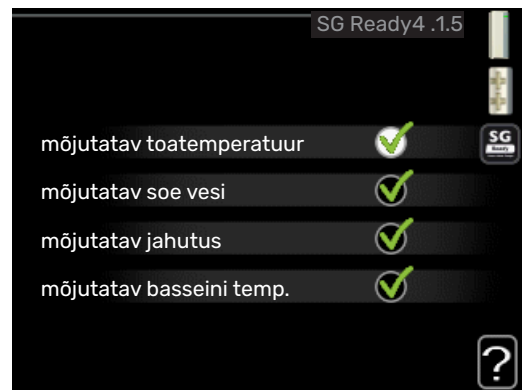 SG Ready4 .1.5
SG
Ready
mõjutatav toatemperatuur
mõjutatav soe vesi
mõjutatav jahutus
mõjutatav basseini temp.
?